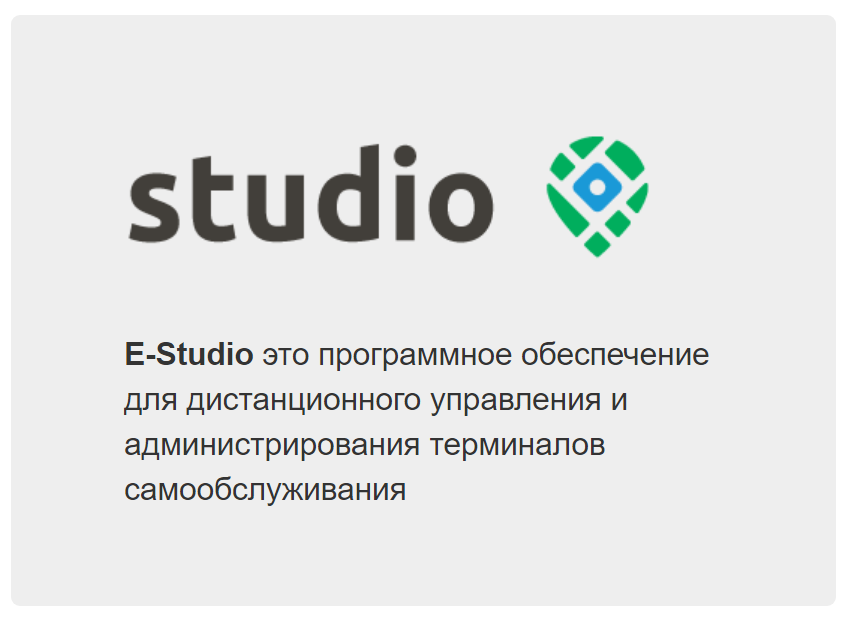 studio
E-Studio это программное обеспечение
для дистанционного управления и
администрирования терминалов
самообслуживания